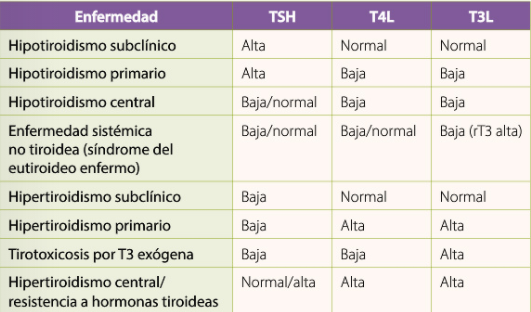 Enfermedad TSH T4L T3L
Hipotiroidismo subclínico Alta Normal Normal
Hipotiroidismo primario Alta Baja Baja
Hipotiroidismo central Baja/normal Baja Baja
Enfermedad sistémica Baja/normal Baja/normal Baja (rT3 alta)
no tiroidea (síndrome del
eutiroideo enfermo)
Hipertiroidismo subclínico Baja Normal Normal
Hipertiroidismo primario Baja Alta Alta
Tirotoxicosis por T3 exógena Baja Baja Alta
Hipertiroidismo central/ Normal/alta Alta Alta
resistencia a hormonas tiroideas